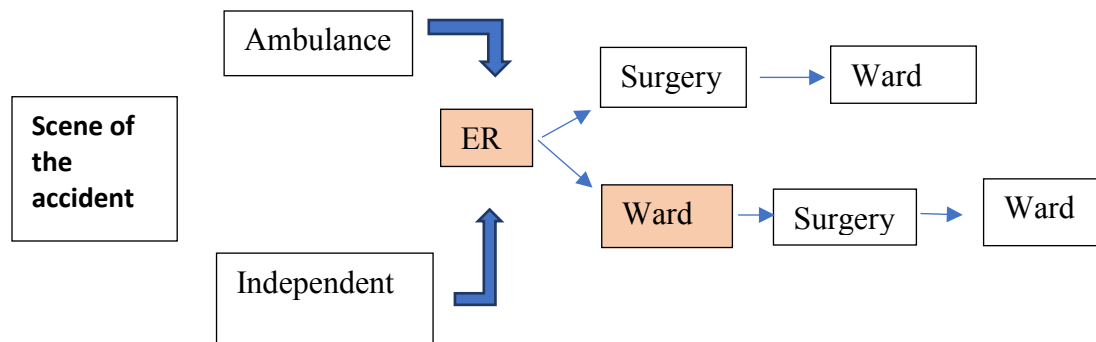 Scene of
the
accident
Ambulance
Independent
ER
Surgery
Ward
Ward
Surgery
Ward